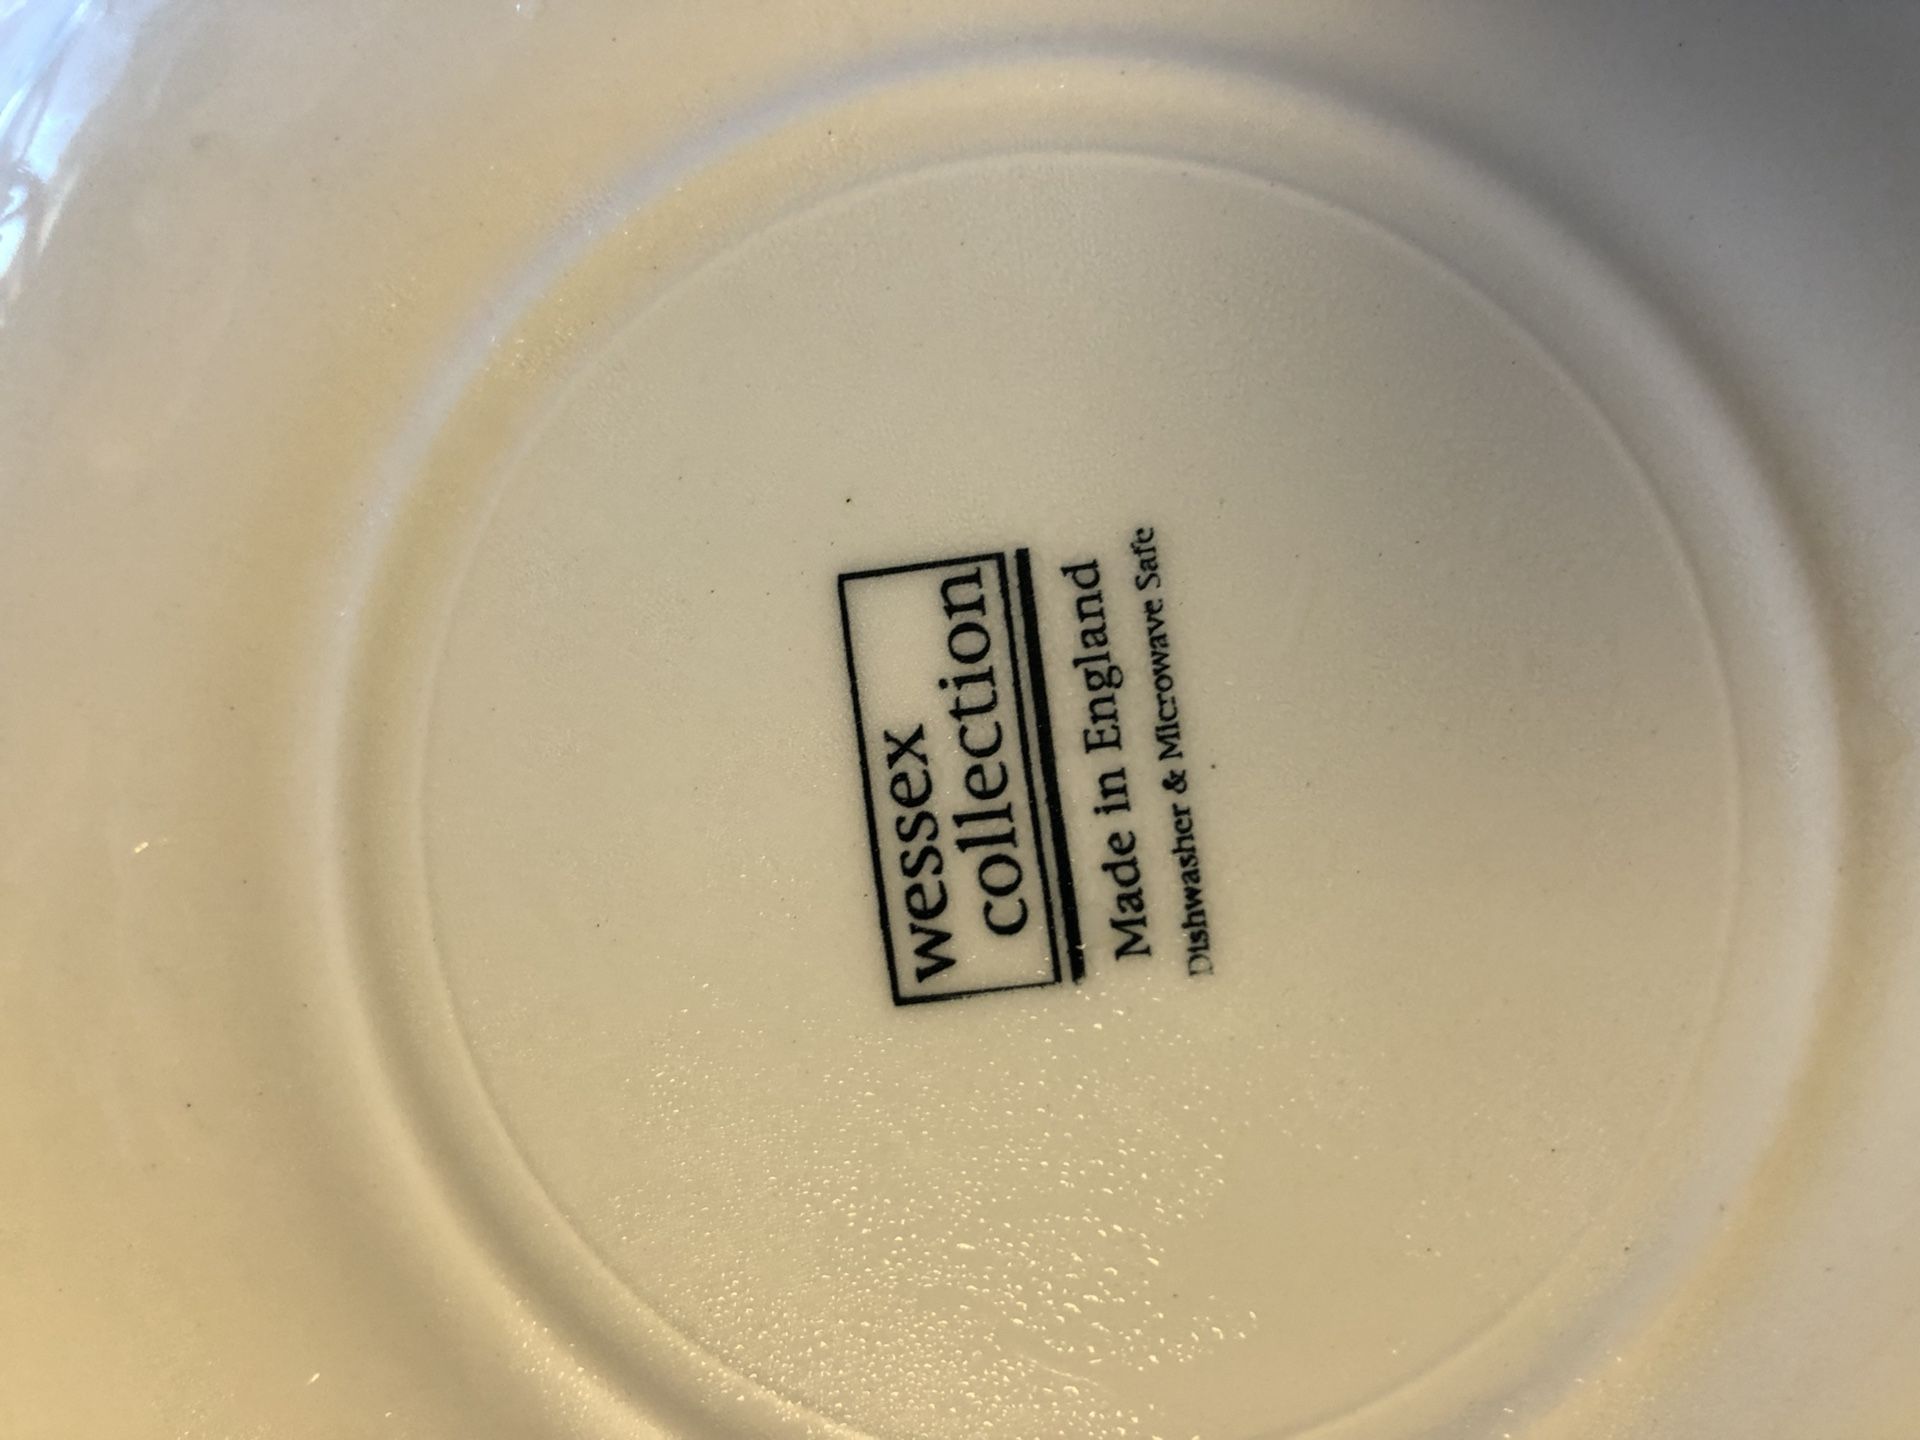 wessex
collection
Made in England
Dishwasher & Microwave Safe